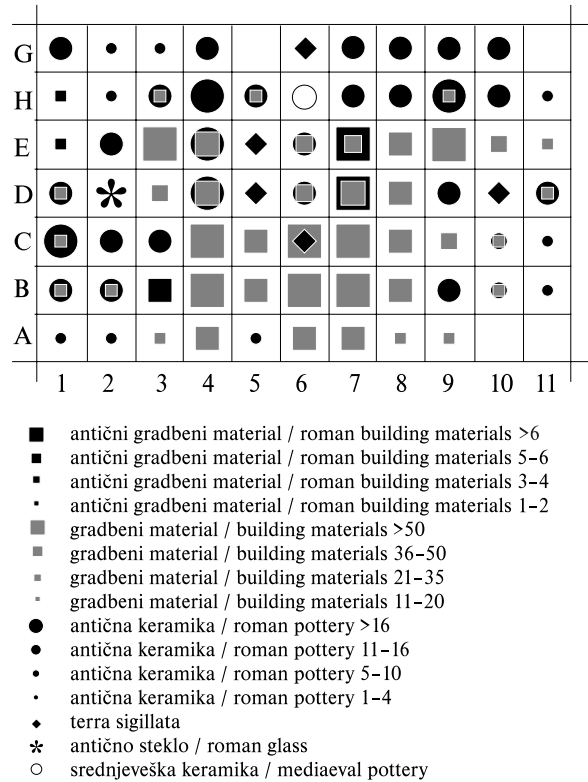 G
H
E
D
C
B
A
1 2 3 4 5 6 7 8 9 10 11
antični gradbeni material / roman building materials >6
antični gradbeni material / roman building materials 5–6
antični gradbeni material / roman building materials 3–4
antični gradbeni material / roman building materials 1–2
gradbeni material / building materials >50
gradbeni material / building materials 36–50
gradbeni material / building materials 21–35
gradbeni material / building materials 11–20
antična keramika / roman pottery >16
antična keramika / roman pottery 11–16
antična keramika / roman pottery 5–10
antična keramika / roman pottery 1–4
terra sigillata
antično steklo / roman glass
srednjeveška keramika / mediaeval pottery